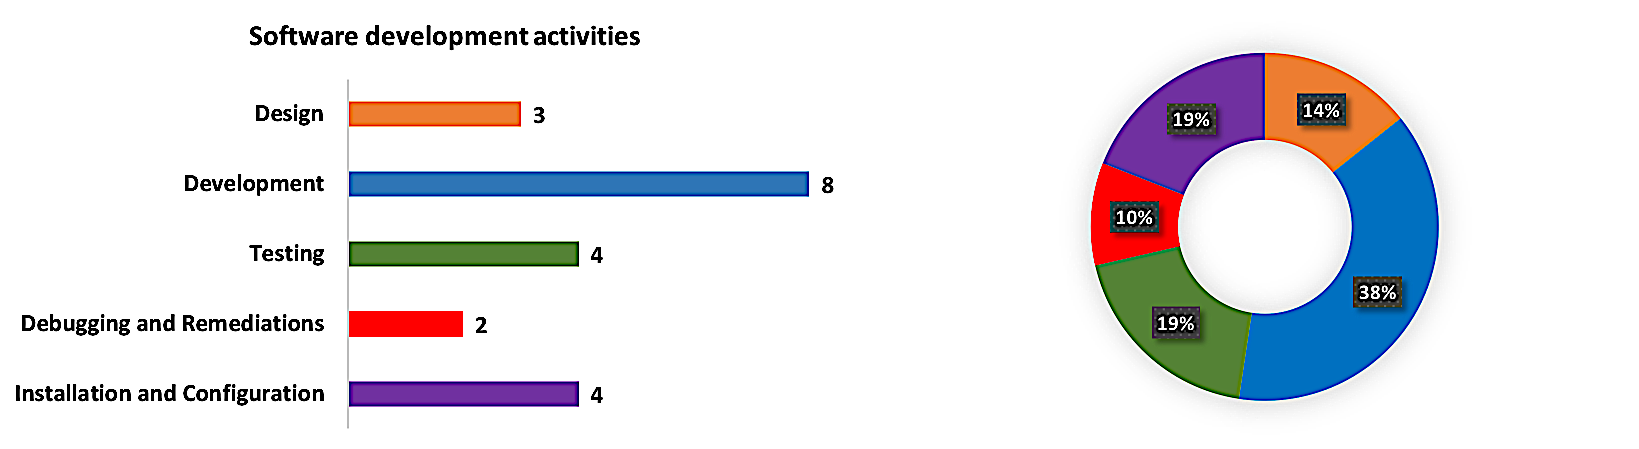 Software development activities
Design 3
Development 8
Testing 4
Debugging and Remediations 2
Installation and Configuration 4
14%
38%
19%
10%
19%